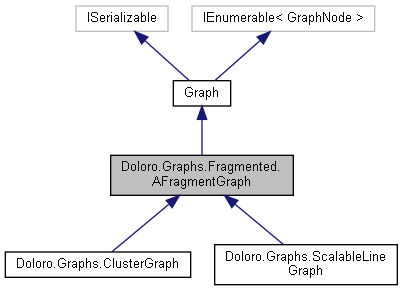 ISerializable
IEnumerable< GraphNode >
Graph
Doloro.Graphs.Fragmented.
AFragmentGraph
Doloro.Graphs.ClusterGraph
Doloro.Graphs.ScalableLine
Graph